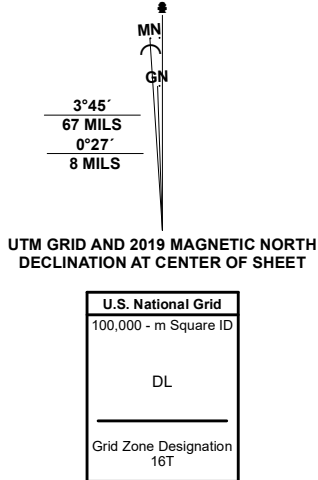 MN
GN
3°45´
67 MILS
0°27´
8 MILS
UTM GRID AND 2019 MAGNETIC NORTH
DECLINATION AT CENTER OF SHEET
U.S. National Grid
100,000 - m Square ID
DL
Grid Zone Designation
16T